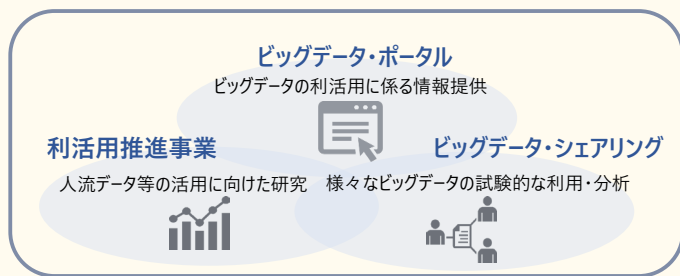 ビッグデータ・ポータル
ビッグデータの利活用に係る情報提供
利活用推進事業
人流データ等の活用に向けた研究
ビッグデータ・シェアリング
様々なビッグデータの試験的な利用・分析